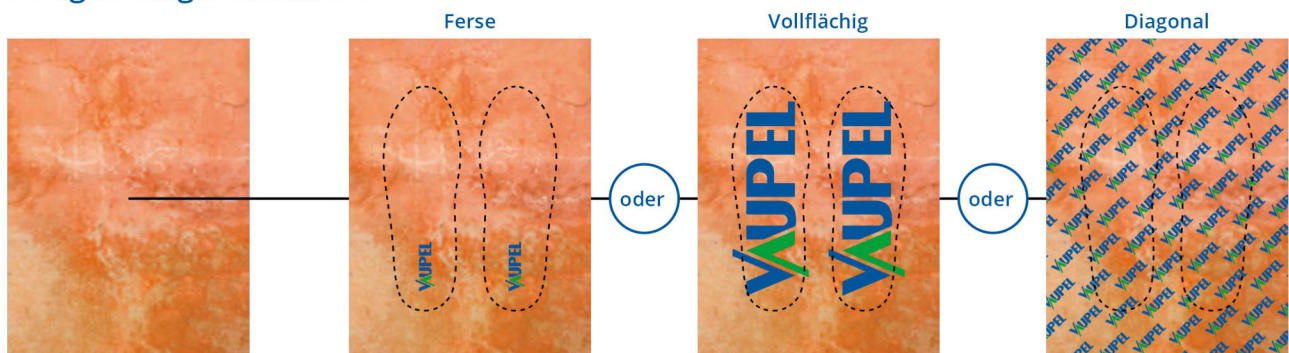 Ferse
Vollflächig
Diagonal
oder
oder
VAUPEL
VAUPEL
VAUPEL
VAUPEL